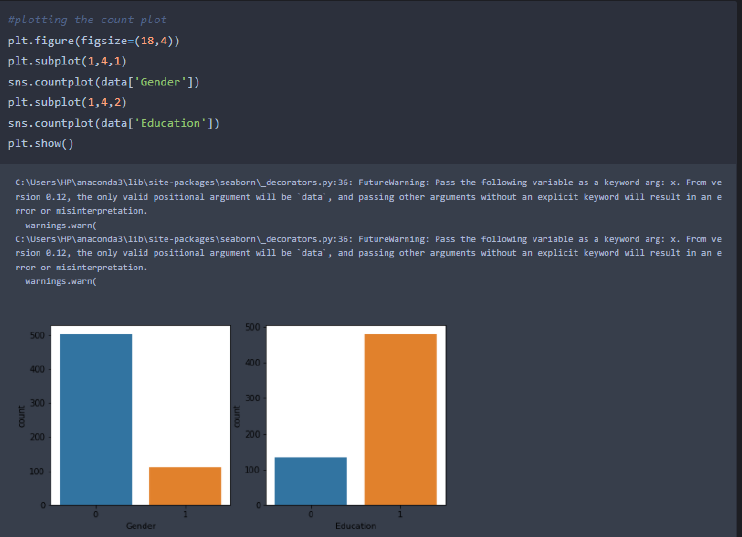 #plotting the count plot
plt.figure(figsize=(18,4))
plt.subplot(1,4,1)
sns.countplot(data['Gender'])
plt.subplot(1,4,2)
sns.countplot(data['Education'])
plt.show()
C:\Users\HP\anaconda3\lib\site-packages\seaborn\_decorators.py:36: FutureWarning: Pass the following variable as a keyword arg: x. From ve
rsion 0.12, the only valid positional argument will be `data`, and passing other arguments without an explicit keyword will result in an e
rror or misinterpretation.
warnings.warn(
C:\Users\HP\anaconda3\lib\site-packages\seaborn\_decorators.py:36: FutureWarning: Pass the following variable as a keyword arg: x. From ve
rsion 0.12, the only valid positional argument will be `data`, and passing other arguments without an explicit keyword will result in an e
rror or misinterpretation.
warnings.warn(
500
400
300
200
100
0
count
0 1
Gender
500
400
300
200
100
0
count
0 1
Education